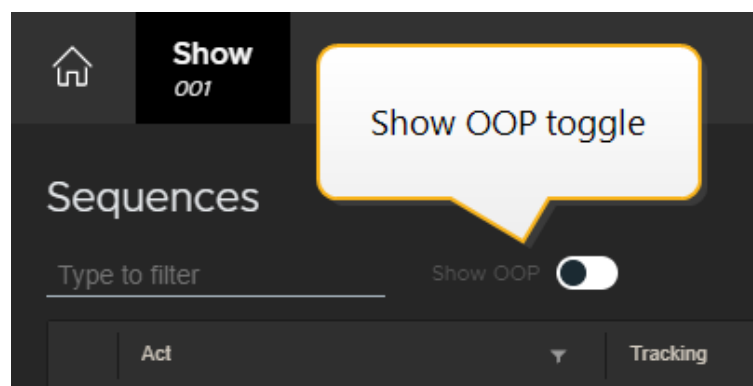 Show
001
Show OOP toggle
Sequences
Type to filter
Show OOP
Act
Tracking